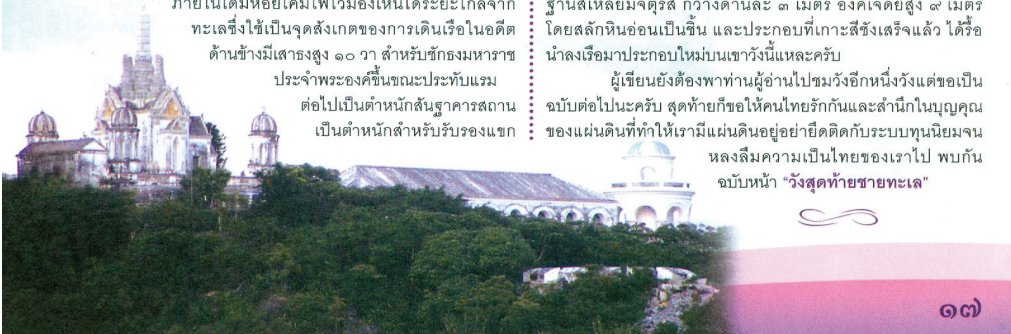 ภายในโดมห้อยโคมไฟไว้มองเห็นได้ระยะไกลจาก
ทะเลซึ่งใช้เป็นจุดสังเกตของการเดินเรือในอดีต
ด้านข้างมีเสาธงสูง ๑๐ วา สำหรับชักธงมหาราช
ประจำพระองค์ขึ้นขณะประทับแรม
ต่อไปเป็นตำหนักสันฐาคารสถาน
เป็นตำหนักสำหรับรับรองแขก
ฐานสี่เหลี่ยมจัตุรัส กว้างด้านละ ๓ เมตร องค์เจดีย์สูง ๙ เมตร
โดยสลักหินอ่อนเป็นชิ้น และประกอบที่เกาะสีชังเสร็จแล้ว ได้รื้อ
นำลงเรือมาประกอบใหม่บนเขาวังนี้แหละครับ
ผู้เขียนยังต้องพาท่านผู้อ่านไปชมวังอีกหนึ่งวังแต่ขอเป็น
ฉบับต่อไปนะครับ สุดท้ายก็ขอให้คนไทยรักกันและสำนึกในบุญคุณ
ของแผ่นดินที่ทำให้เรามีแผ่นดินอยู่อย่ายึดติดกับระบบทุนนิยมจน
หลงลืมความเป็นไทยของเราไป พบกัน
ฉบับหน้า "วังสุดท้ายชายทะเล"
๑๗